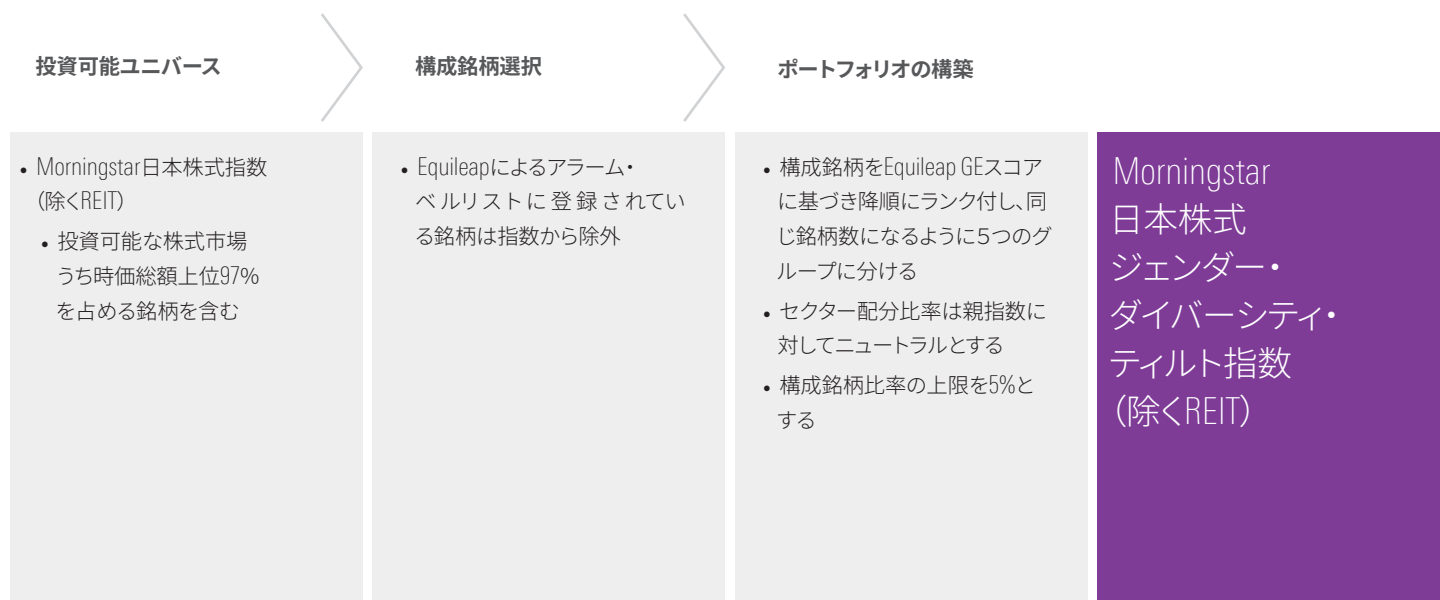 投資可能ユニバース
構成銘柄選択
ポートフォリオの構築
• Morningstar日本株式指数
(除くREIT)
• 投資可能な株式市場
うち時価総額上位97%
を占める銘柄を含む
• Equileapによるアラーム・
ベルリストに登録されてい
る銘柄は指数から除外
• 構成銘柄をEquileap GEスコア
に基づき降順にランク付し、同
じ銘柄数になるように5つのグ
ループに分ける
• セクター配分比率は親指数に
対してニュートラルとする
• 構成銘柄比率の上限を5%と
する
Morningstar
日本株式
ジェンダー・
ダイバーシティ・
ティルト指数
(除くREIT)